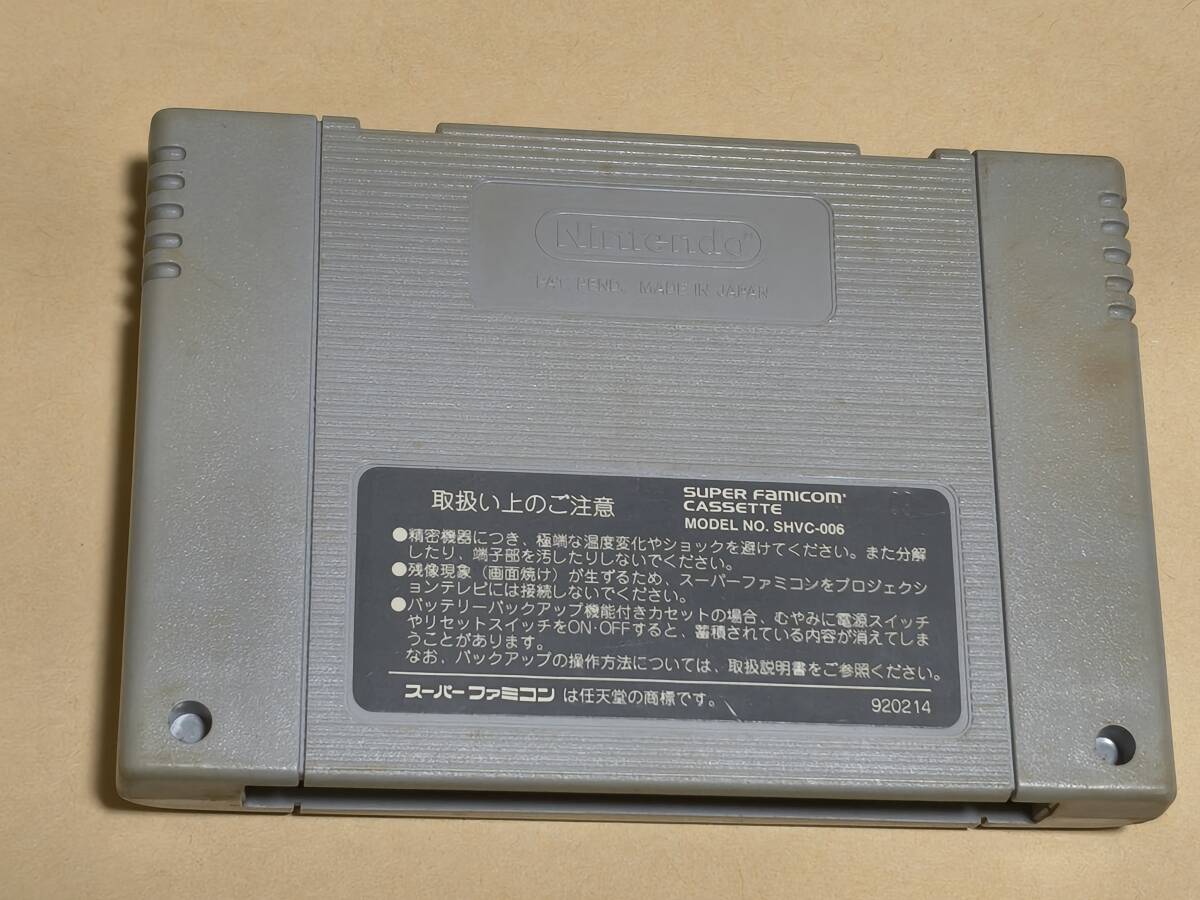 Nintendo
PAT. PEND. MADE IN JAPAN
取扱い上のご注意
SUPER FAMICOM
CASSETTE
MODEL NO. SHVC-006
●精密機器につき、極端な温度変化やショックを避けてください。また分解
したり、端子部を汚したりしないでください。
●残像現象（画面焼け）が生ずるため、スーパーファミコンをプロジェクシ
ョンテレビには接続しないでください。
●バッテリーバックアップ機能付きカセットの場合、むやみに電源スイッチ
やリセットスイッチをON·OFFすると、蓄積されている内容が消えてしま
うことがあります。
なお、バックアップの操作方法については、取扱説明書をご参照ください。
スーパーファミコン は任天堂の商標です。
920214